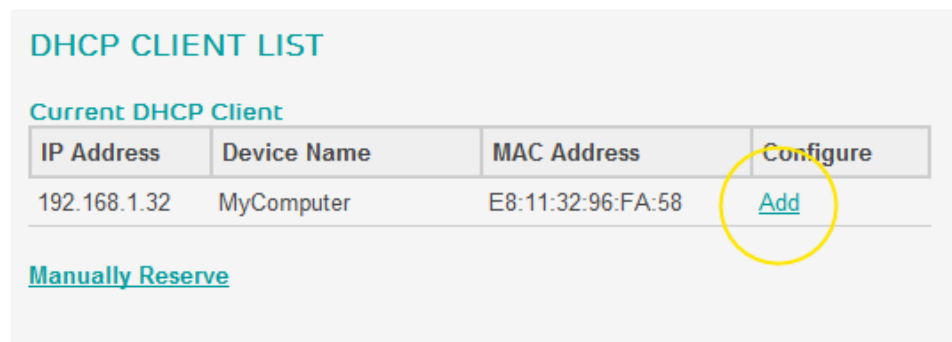 DHCP CLIENT LIST
Current DHCP Client
IP Address Device Name MAC Address Configure
192.168.1.32 MyComputer E8:11:32:96:FA:58 Add
Manually Reserve